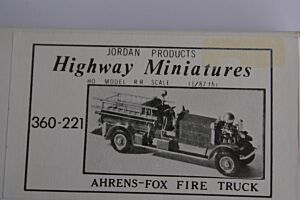 JORDAN PRODUCTS
Highway Miniatures
HO MODEL R.R. SCALE (1/87th)
360-221
AHRENS-FOX FIRE TRUCK